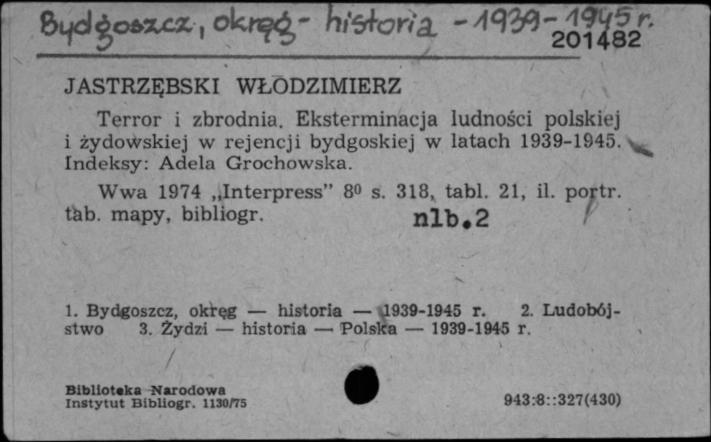 Bydgoszcz, okręg - historia - 1939-1945 r.
201482
JASTRZĘBSKI WŁODZIMIERZ
Terror i zbrodnia. Eksterminacja ludności polskiej
i żydowskiej w rejencji bydgoskiej w latach 1939-1945.
Indeksy: Adela Grochowska.
Wwa 1974 „Interpress” 8⁰ s. 318, tabl. 21, il. portr.
tab. mapy, bibliogr. nlb.2
1. Bydgoszcz, okręg — historia — 1939-1945 r. 2. Ludobój-
stwo 3. Żydzi — historia — Polska — 1939-1945 r.
Biblioteka Narodowa
Instytut Bibliogr. 1130/75
943:8::327(430)